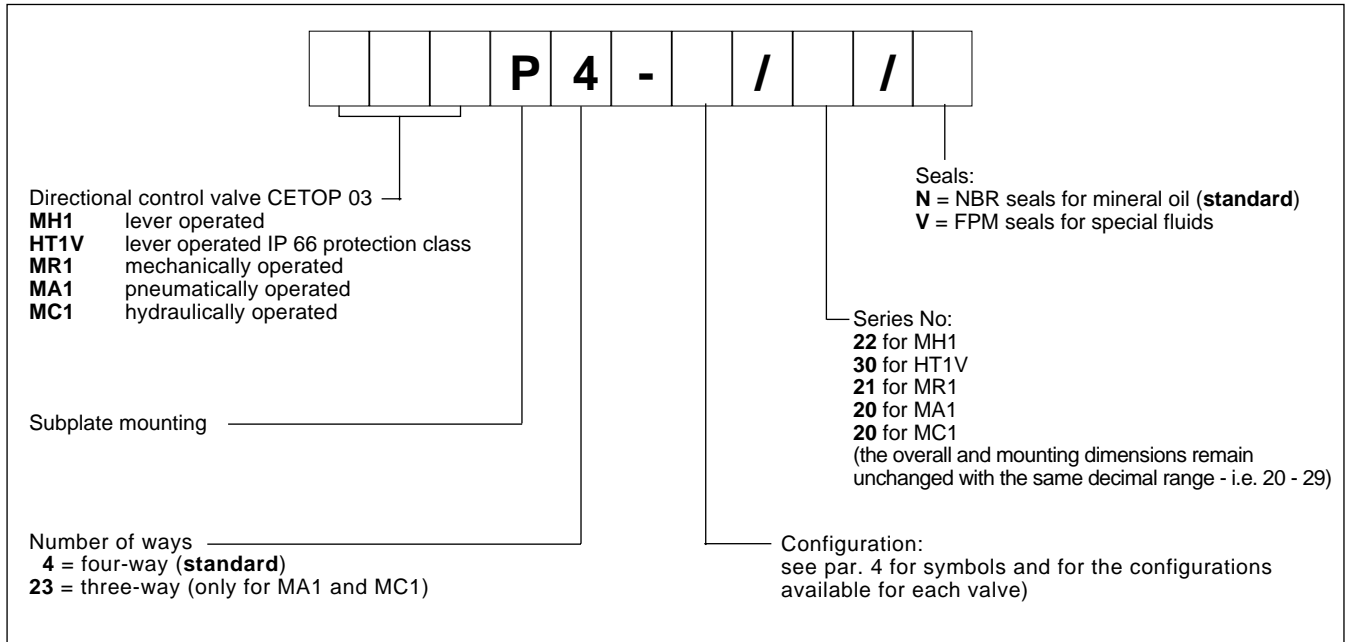 P 4 - / /
Directional control valve CETOP 03
MH1 lever operated
HT1V lever operated IP 66 protection class
MR1 mechanically operated
MA1 pneumatically operated
MC1 hydraulically operated
Subplate mounting
Number of ways
4 = four-way (standard)
23 = three-way (only for MA1 and MC1)
Seals:
N = NBR seals for mineral oil (standard)
V = FPM seals for special fluids
Series No:
22 for MH1
30 for HT1V
21 for MR1
20 for MA1
20 for MC1
(the overall and mounting dimensions remain
unchanged with the same decimal range - i.e. 20 - 29)
Configuration:
see par. 4 for symbols and for the configurations
available for each valve)